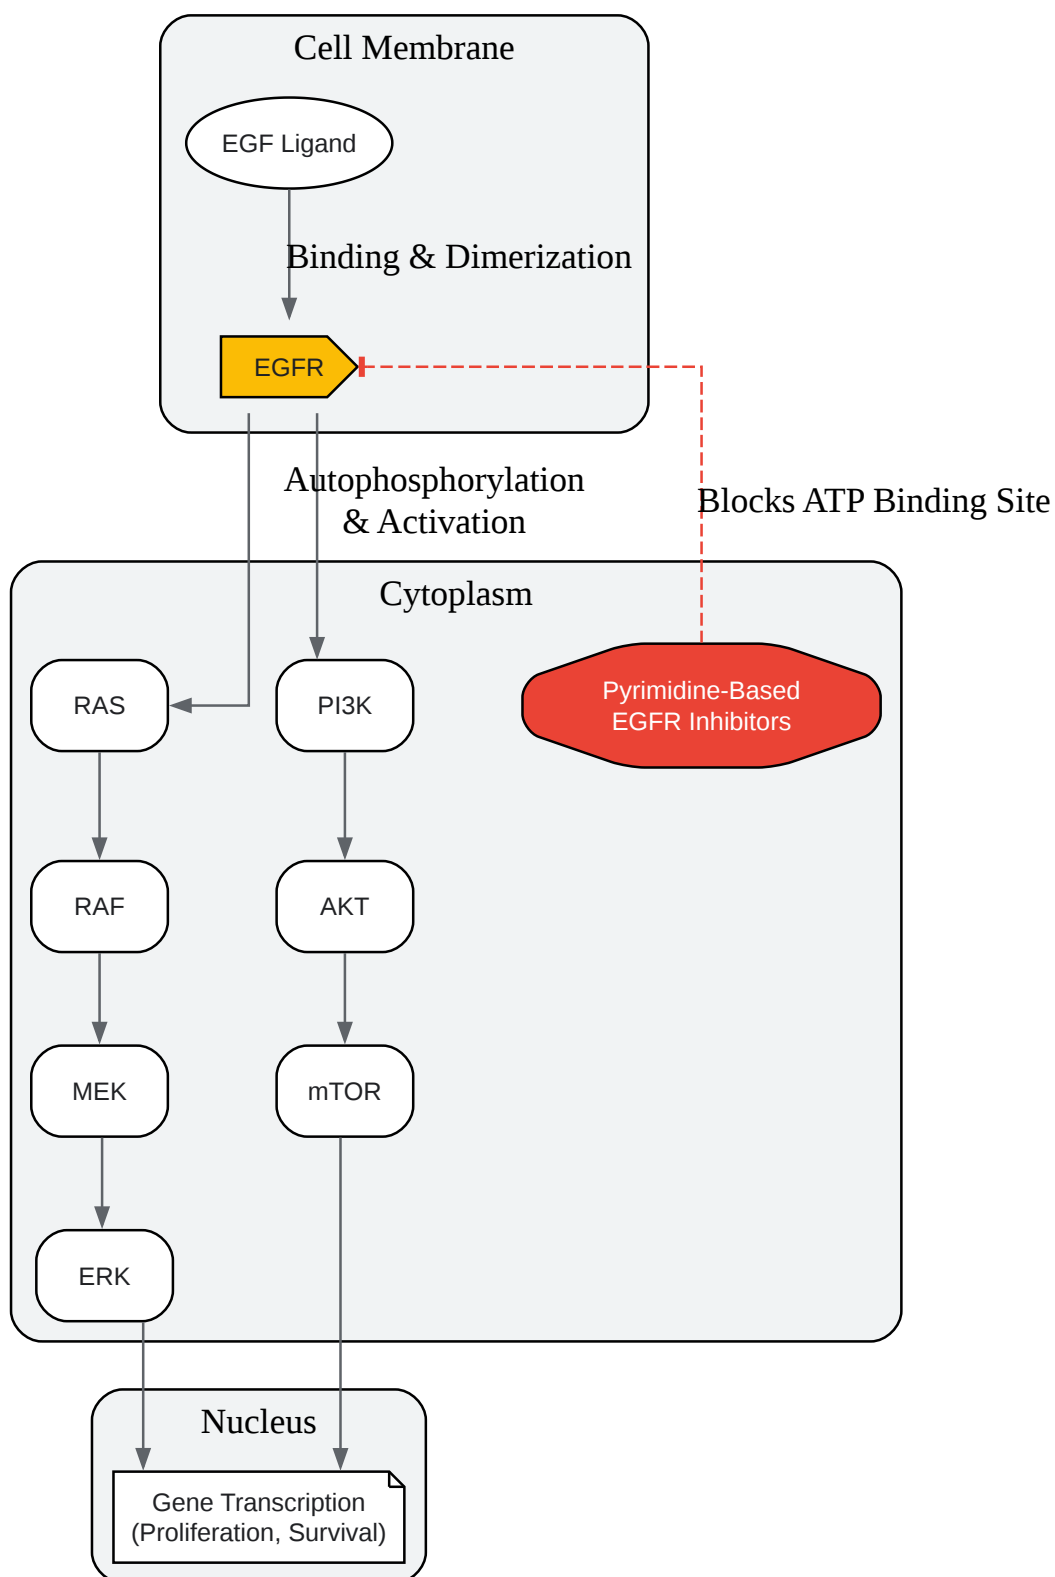 Cell Membrane
EGF Ligand
Binding & Dimerization
EGFR
Autophosphorylation
& Activation
Blocks ATP Binding Site
Cytoplasm
RAS
PI3K
Pyrimidine-Based
EGFR Inhibitors
RAF
AKT
MEK
mTOR
ERK
Nucleus
Gene Transcription
(Proliferation, Survival)